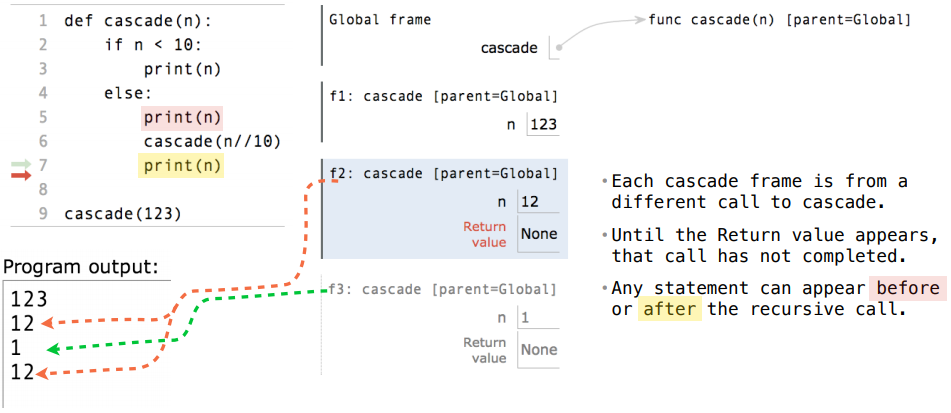 1 def cascade(n):
2     if n < 10:
3         print(n)
4     else:
5         print(n)
6         cascade(n//10)
7         print(n)
8
9 cascade(123)
Program output:
123
12
1
12
Global frame
cascade
func cascade(n) [parent=Global]
f1: cascade [parent=Global]
n 123
f2: cascade [parent=Global]
n 12
Return
value None
f3: cascade [parent=Global]
n 1
Return
value None
•Each cascade frame is from a
different call to cascade.
•Until the Return value appears,
that call has not completed.
•Any statement can appear before
or after the recursive call.